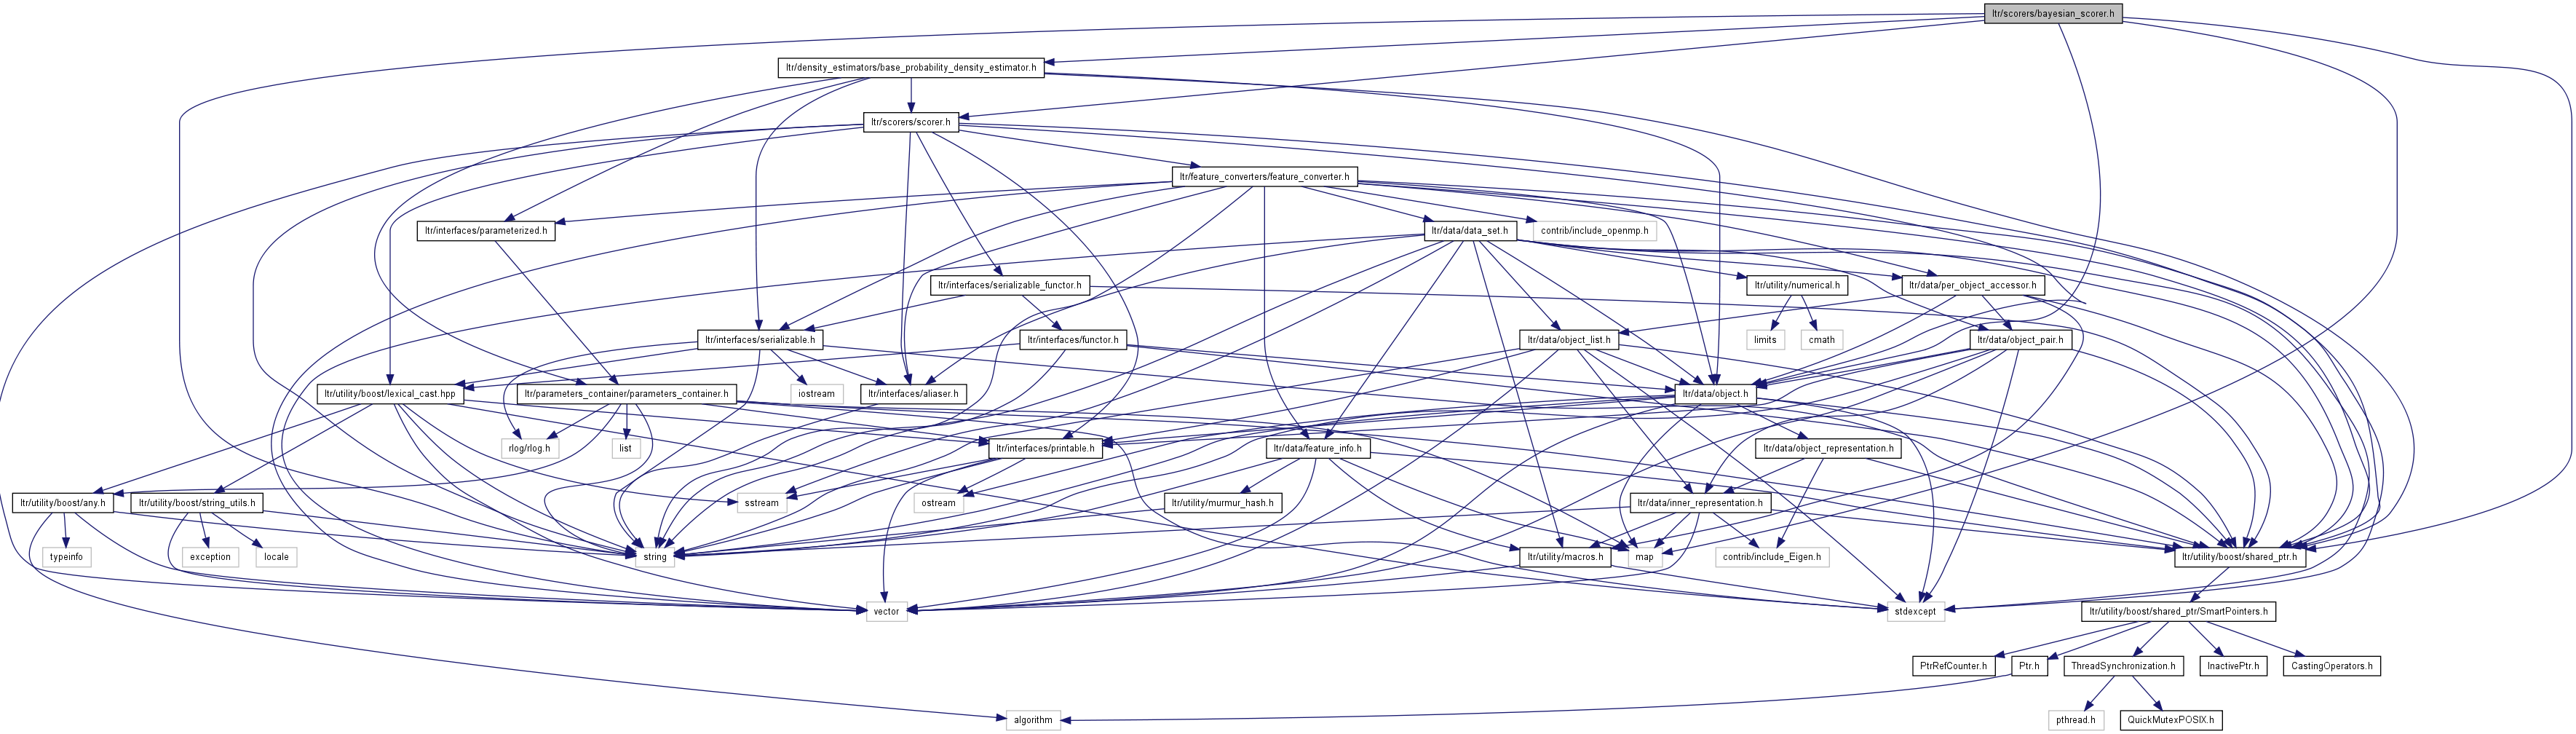 ltr/scorers/bayesian_scorer.h
ltr/density_estimators/base_probability_density_estimator.h
ltr/scorers/scorer.h
ltr/feature_converters/feature_converter.h
ltr/interfaces/parameterized.h
ltr/data/data_set.h
contrib/include_openmp.h
ltr/interfaces/serializable_functor.h
ltr/utility/numerical.h
ltr/data/per_object_accessor.h
ltr/interfaces/serializable.h
ltr/interfaces/functor.h
limits
cmath
ltr/data/object_list.h
ltr/data/object_pair.h
ltr/utility/boost/lexical_cast.hpp
ltr/parameters_container/parameters_container.h
iostream
ltr/interfaces/aliaser.h
ltr/data/object.h
rlog/rlog.h
list
ltr/interfaces/printable.h
ltr/data/feature_info.h
ltr/data/object_representation.h
ltr/utility/boost/any.h
ltr/utility/boost/string_utils.h
sstream
ostream
ltr/utility/murmur_hash.h
ltr/data/inner_representation.h
typeinfo
exception
locale
string
ltr/utility/macros.h
map
contrib/include_Eigen.h
ltr/utility/boost/shared_ptr.h
vector
stdexcept
ltr/utility/boost/shared_ptr/SmartPointers.h
PtrRefCounter.h
Ptr.h
ThreadSynchronization.h
InactivePtr.h
CastingOperators.h
algorithm
pthread.h
QuickMutexPOSIX.h